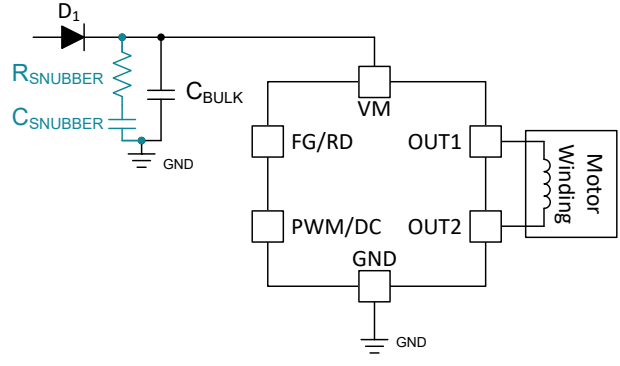 D1
RSNUBBER
CSNUBBER
CBULK
GND
VM
FG/RD
OUT1
PWM/DC
OUT2
GND
GND
Motor
Winding